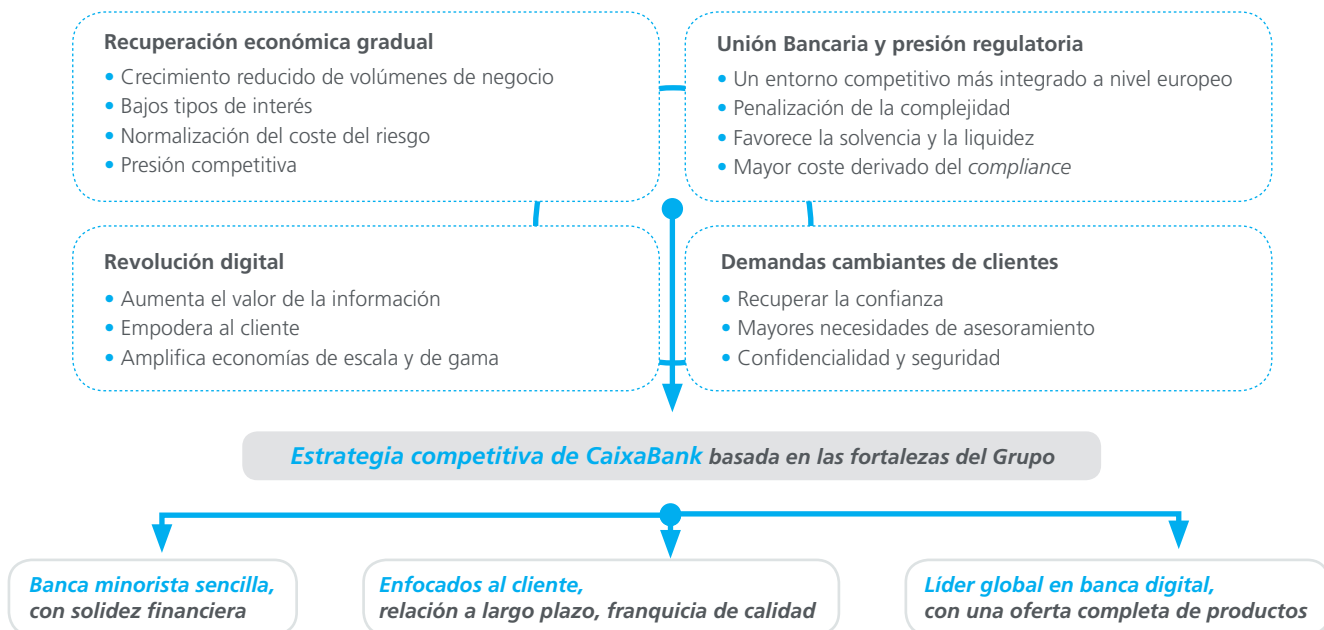 Recuperación económica gradual
• Crecimiento reducido de volúmenes de negocio
• Bajos tipos de interés
• Normalización del coste del riesgo
• Presión competitiva
Unión Bancaria y presión regulatoria
• Un entorno competitivo más integrado a nivel europeo
• Penalización de la complejidad
• Favorece la solvencia y la liquidez
• Mayor coste derivado del compliance
Revolución digital
• Aumenta el valor de la información
• Empodera al cliente
• Amplifica economías de escala y de gama
Demandas cambiantes de clientes
• Recuperar la confianza
• Mayores necesidades de asesoramiento
• Confidencialidad y seguridad
Estrategia competitiva de CaixaBank basada en las fortalezas del Grupo
Banca minorista sencilla,
con solidez financiera
Enfocados al cliente,
relación a largo plazo, franquicia de calidad
Líder global en banca digital,
con una oferta completa de productos